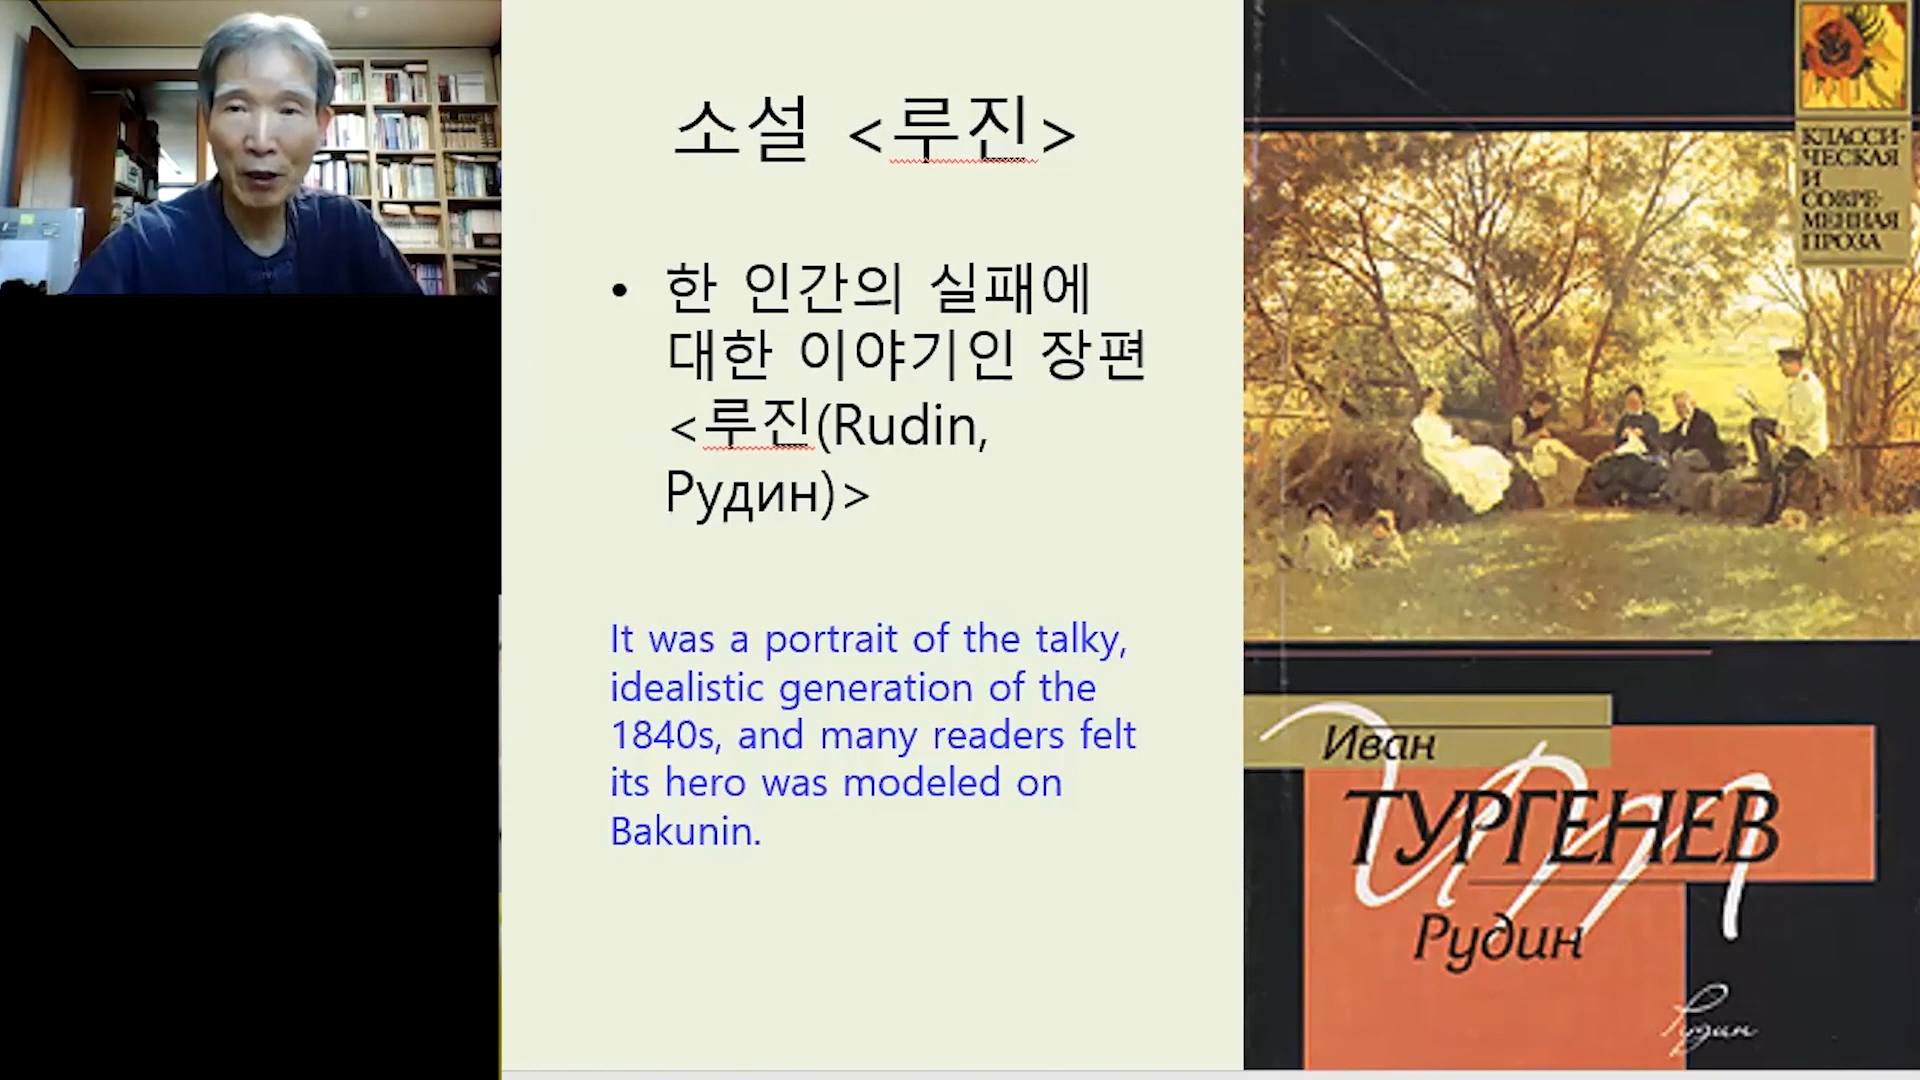 소설 <루진>
• 한 인간의 실패에
대한 이야기인 장편
<루진(Rudin,
Рудин)>
It was a portrait of the talky,
idealistic generation of the
1840s, and many readers felt
its hero was modeled on
Bakunin.
КЛАССИ-
ЧЕСКАЯ
И
СОВРЕ-
МЕННАЯ
ПРОЗА
Иван
ТУРГЕНЕВ
Рудин
Рудин